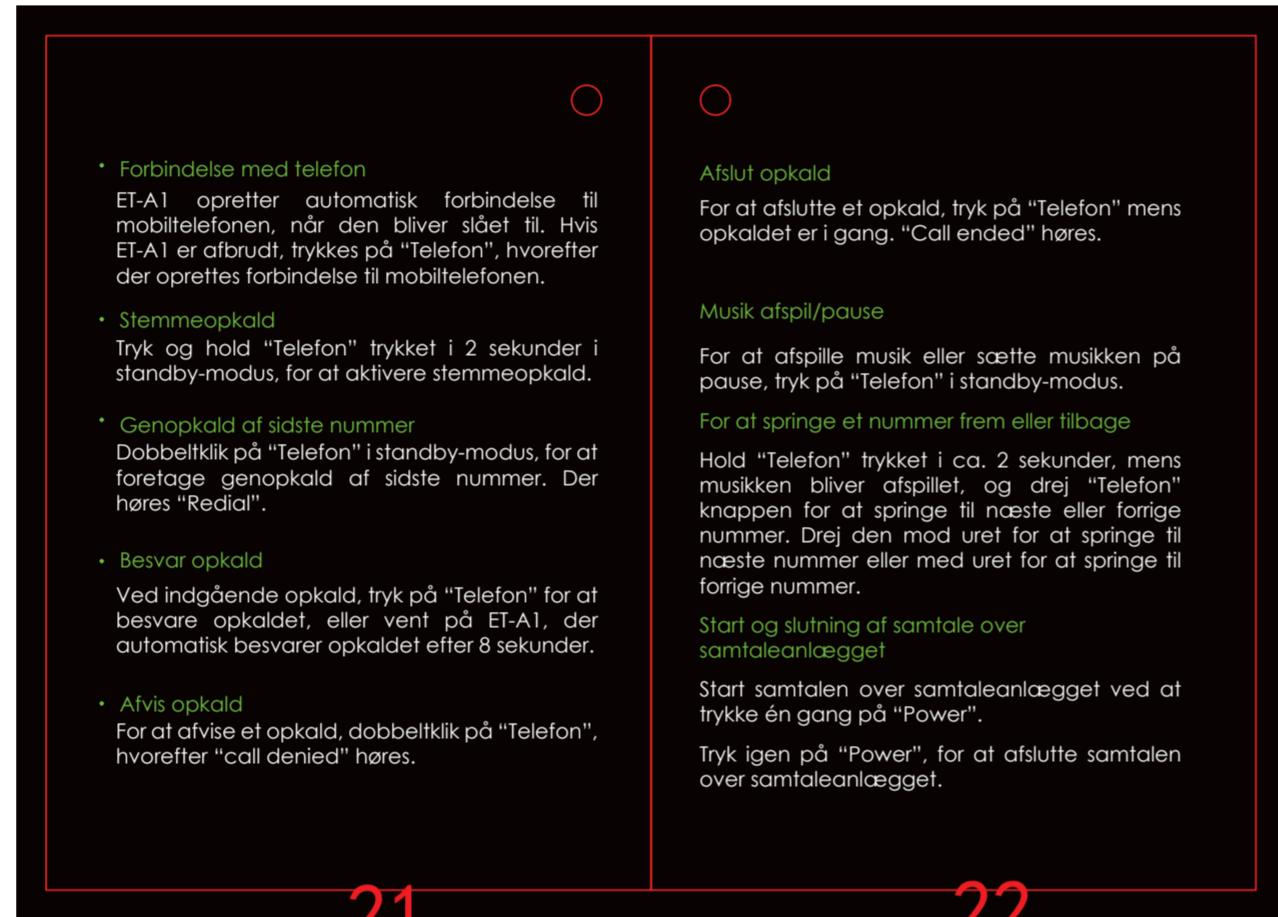 • Forbindelse med telefon
ET-A1 opretter automatisk forbindelse til
mobiltelefonen, når den bliver slået til. Hvis
ET-A1 er afbrudt, trykkes på “Telefon”, hvorefter
der oprettes forbindelse til mobiltelefonen.
• Stemmeopkald
Tryk og hold “Telefon” trykket i 2 sekunder i
standby-modus, for at aktivere stemmeopkald.
• Genopkald af sidste nummer
Dobbeltklik på “Telefon” i standby-modus, for at
foretage genopkald af sidste nummer. Der
høres “Redial”.
• Besvar opkald
Ved indgående opkald, tryk på “Telefon” for at
besvare opkaldet, eller vent på ET-A1, der
automatisk besvarer opkaldet efter 8 sekunder.
• Afvis opkald
For at afvise et opkald, dobbeltklik på “Telefon”,
hvorefter “call denied” høres.
21
Afslut opkald
For at afslutte et opkald, tryk på “Telefon” mens
opkaldet er i gang. “Call ended” høres.
Musik afspil/pause
For at afspille musik eller sætte musikken på
pause, tryk på “Telefon” i standby-modus.
For at springe et nummer frem eller tilbage
Hold “Telefon” trykket i ca. 2 sekunder, mens
musikken bliver afspillet, og drej “Telefon”
knappen for at springe til næste eller forrige
nummer. Drej den mod uret for at springe til
næste nummer eller med uret for at springe til
forrige nummer.
Start og slutning af samtale over
samtaleanlægget
Start samtalen over samtaleanlægget ved at
trykke én gang på “Power”.
Tryk igen på “Power”, for at afslutte samtalen
over samtaleanlægget.
22